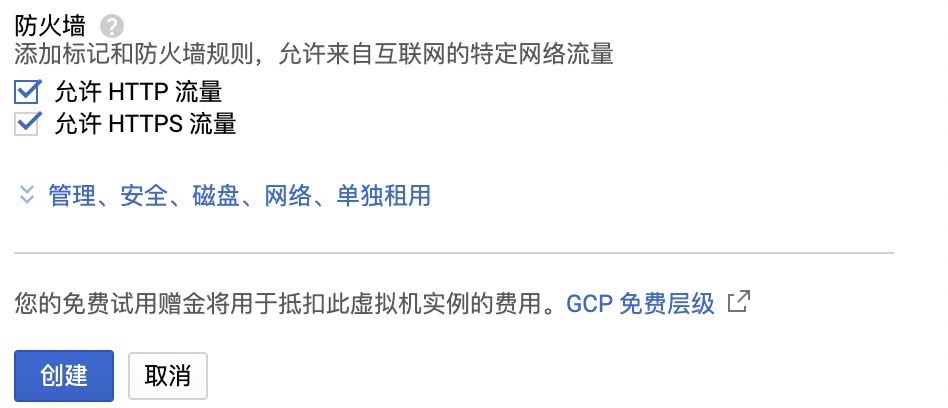 防火墙 ?
添加标记和防火墙规则，允许来自互联网的特定网络流量
允许 HTTP 流量
允许 HTTPS 流量
管理、安全、磁盘、网络、单独租用
您的免费试用赠金将用于抵扣此虚拟机实例的费用。GCP 免费层级
创建 取消